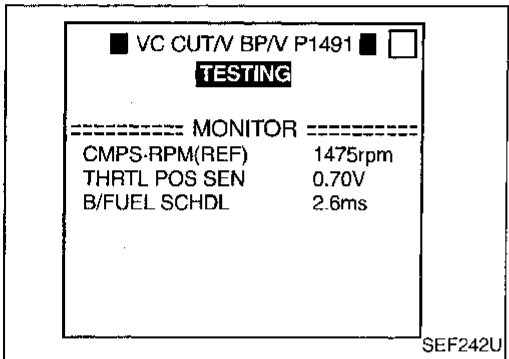 ■ VC CUT/V BP/V P1491 ■ □
TESTING
========== MONITOR ==========
CMPS·RPM(REF) 1475rpm
THRTL POS SEN 0.70V
B/FUEL SCHDL 2.6ms
SEF242U